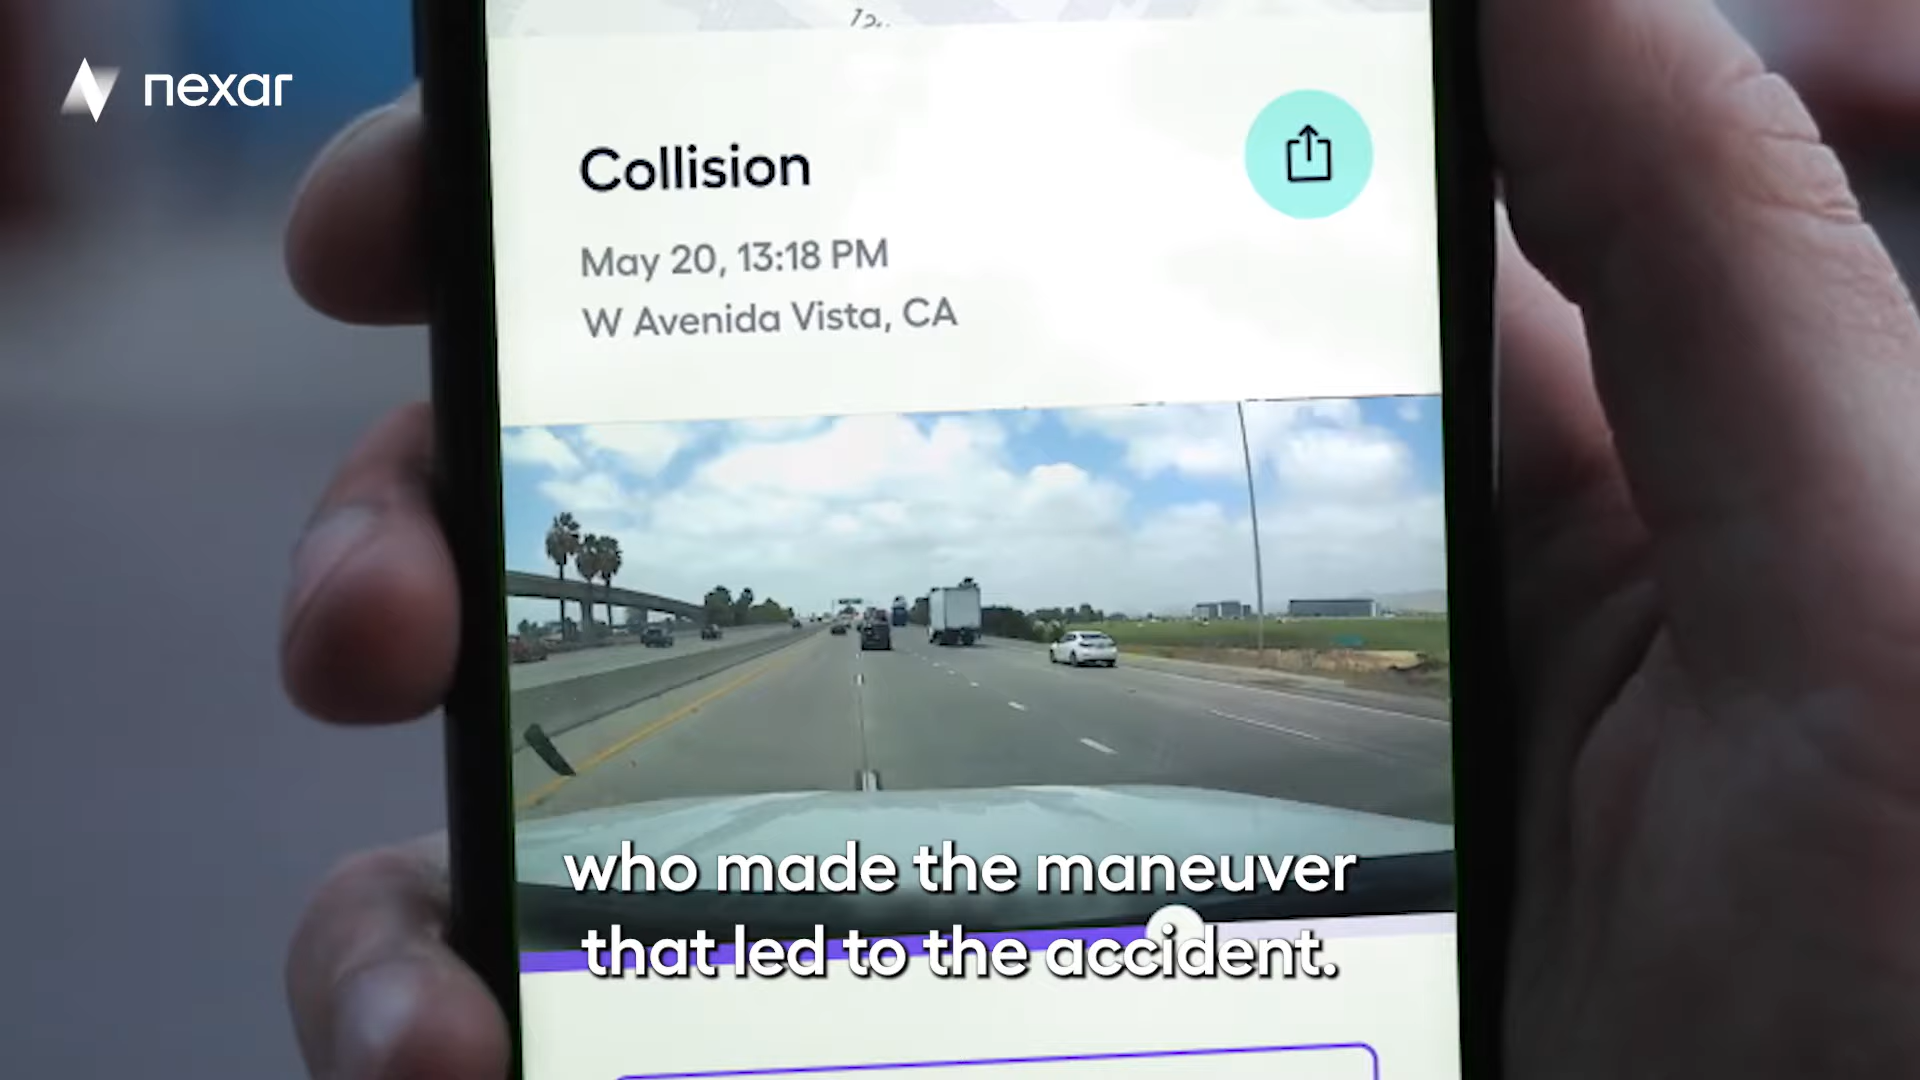 nexar
Collision
May 20, 13:18 PM
W Avenida Vista, CA
who made the maneuver
that led to the accident.